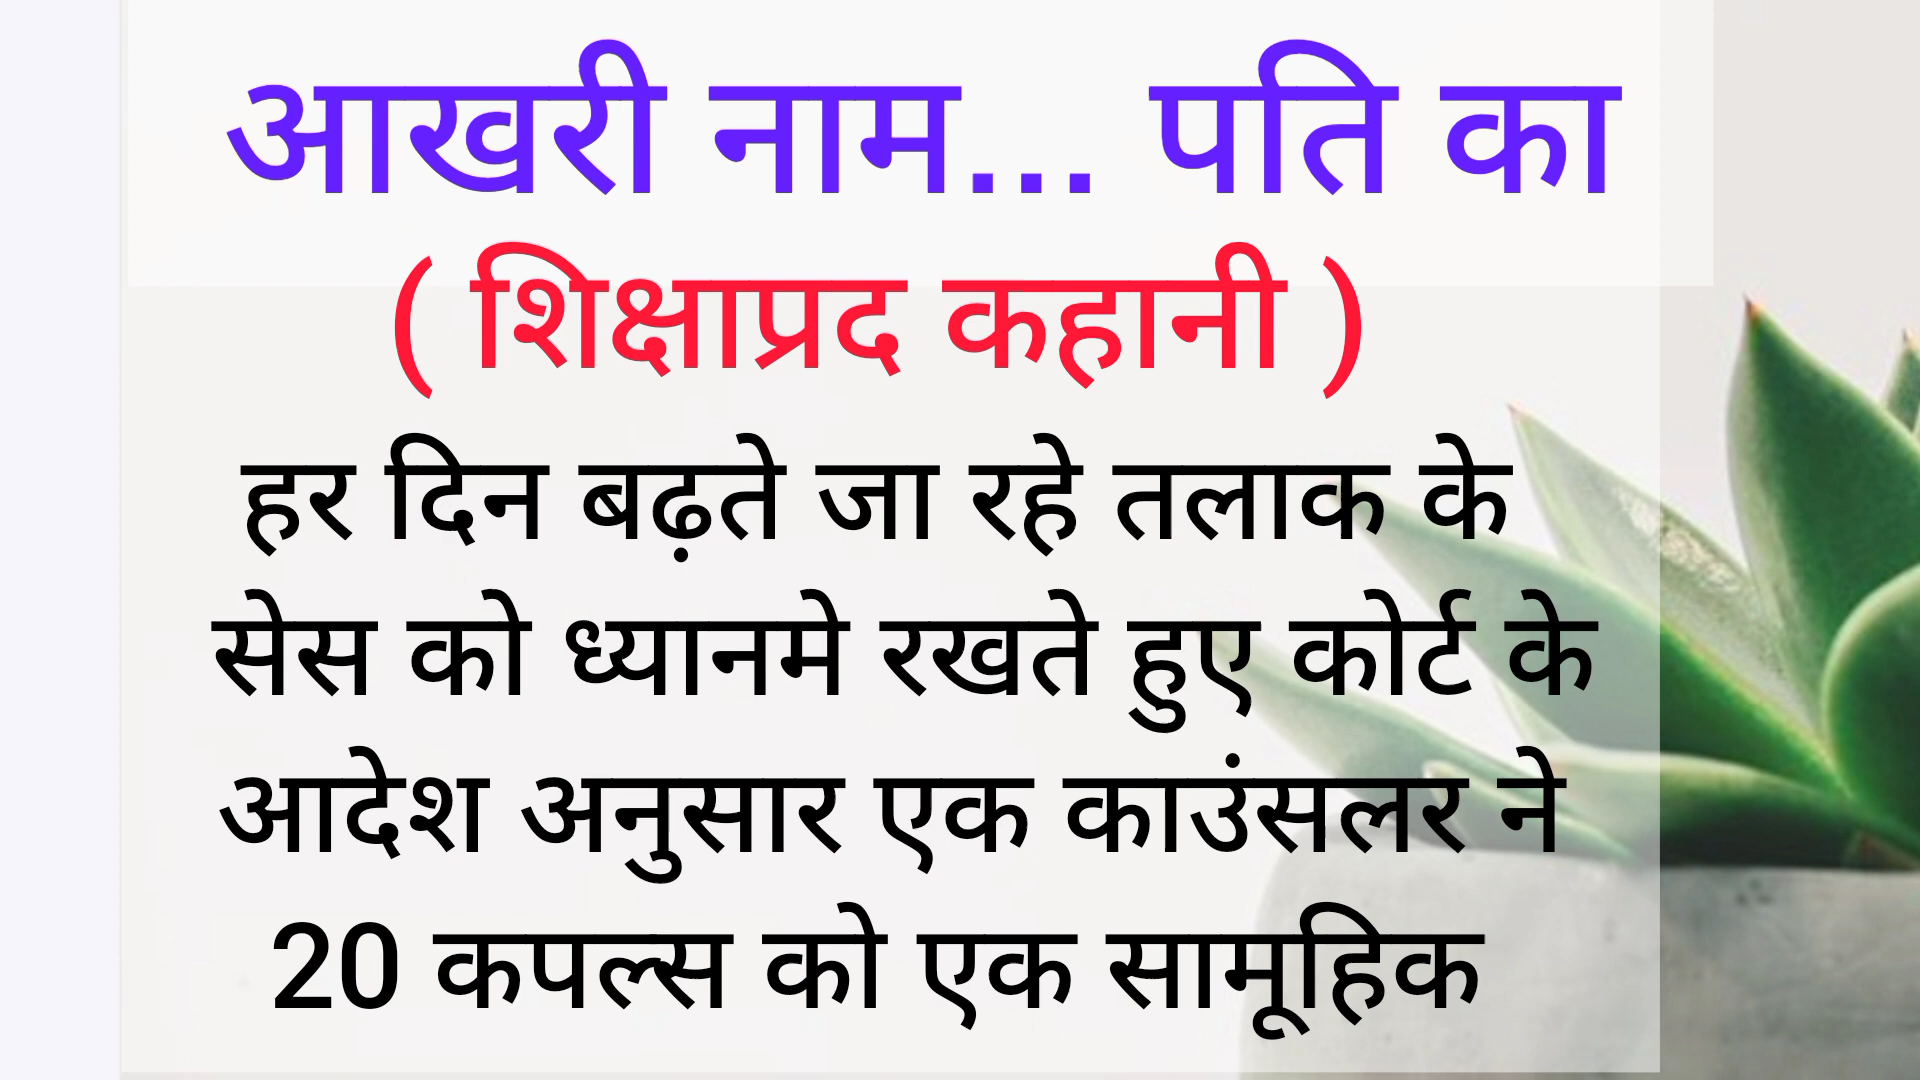 आखरी नाम... पति का
( शिक्षाप्रद कहानी )
हर दिन बढ़ते जा रहे तलाक के
सेस को ध्यानमे रखते हुए कोर्ट के
आदेश अनुसार एक काउंसलर ने
20 कपल्स को एक सामूहिक